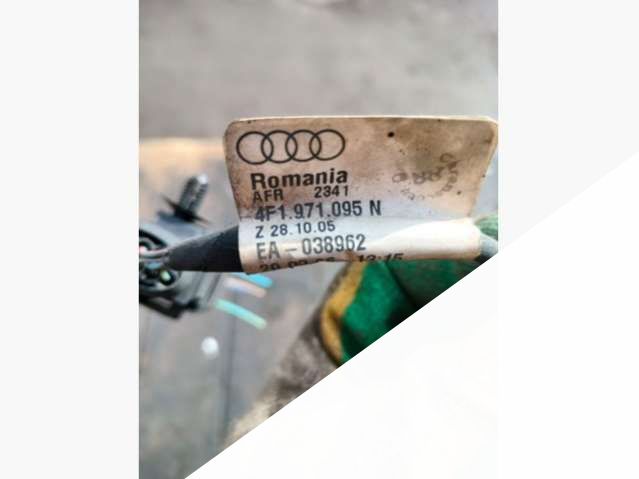 Romania
AFR 2341
4F1.971.095 N
Z 28.10.05
EA-038962